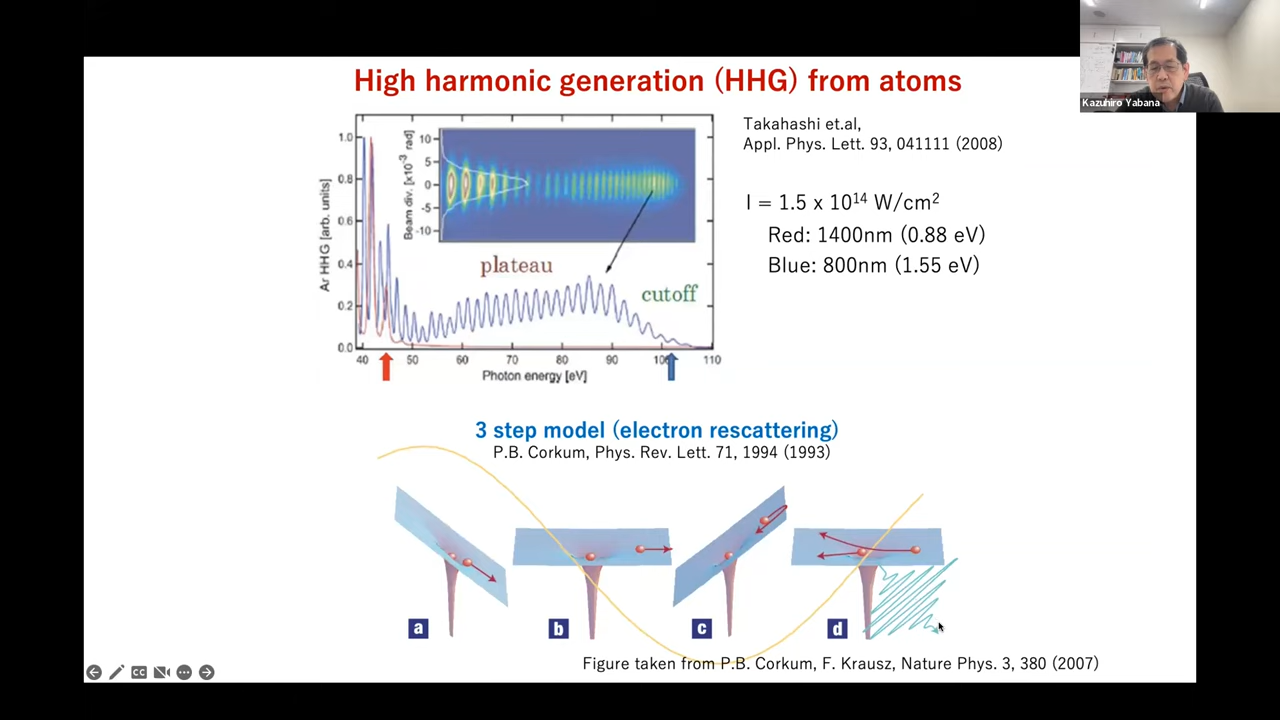 High harmonic generation (HHG) from atoms
Kazuhiro Yabana
Takahashi et.al,
Appl. Phys. Lett. 93, 041111 (2008)
I = 1.5 x 10¹⁴ W/cm²
Red: 1400nm (0.88 eV)
Blue: 800nm (1.55 eV)
Ar HHG [arb. units]
1.0
0.8
0.6
0.4
0.2
0.0
Beam div. [x10⁻³ rad]
10
5
0
-5
-10
plateau
cutoff
40 50 60 70 80 90 100 110
Photon energy [eV]
3 step model (electron rescattering)
P.B. Corkum, Phys. Rev. Lett. 71, 1994 (1993)
a b c d
Figure taken from P.B. Corkum, F. Krausz, Nature Phys. 3, 380 (2007)